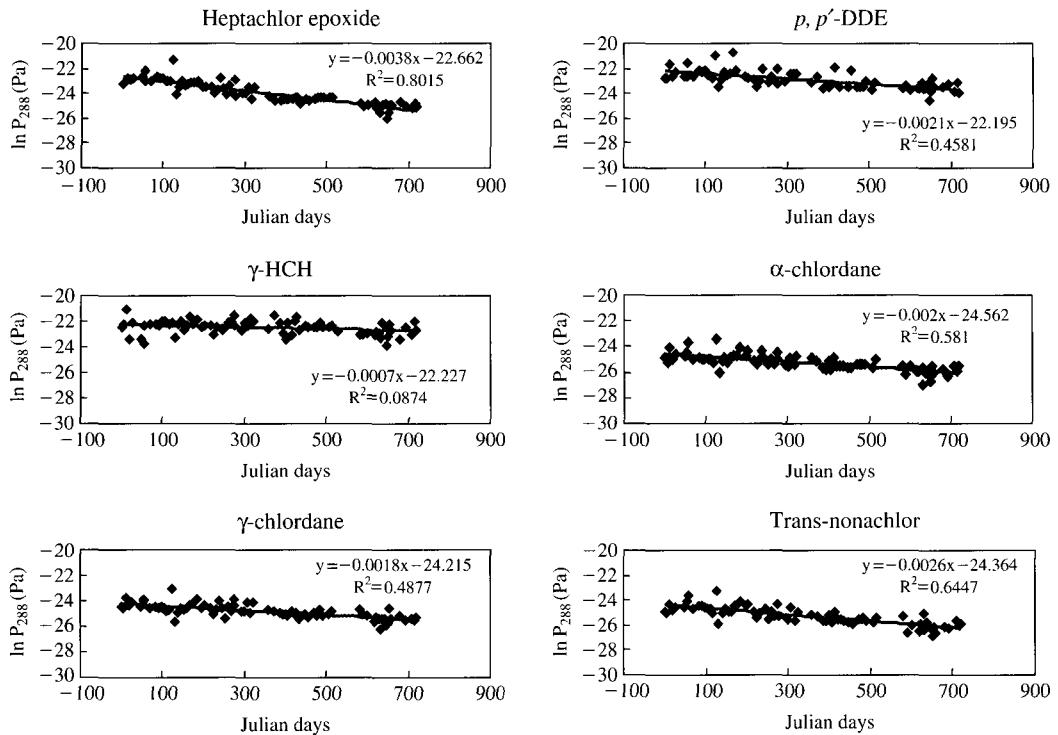 Heptachlor epoxide
y=−0.0038x−22.662
R²=0.8015
ln P₂₈₈ (Pa)
−20
−22
−24
−26
−28
−30
−100 100 300 500 700 900
Julian days
p, p′-DDE
y=−0.0021x−22.195
R²=0.4581
ln P₂₈₈ (Pa)
−20
−22
−24
−26
−28
−30
−100 100 300 500 700 900
Julian days
γ-HCH
y=−0.0007x−22.227
R²=0.0874
ln P₂₈₈ (Pa)
−20
−22
−24
−26
−28
−30
−100 100 300 500 700 900
Julian days
α-chlordane
y=−0.002x−24.562
R²=0.581
ln P₂₈₈ (Pa)
−20
−22
−24
−26
−28
−30
−100 100 300 500 700 900
Julian days
γ-chlordane
y=−0.0018x−24.215
R²=0.4877
ln P₂₈₈ (Pa)
−20
−22
−24
−26
−28
−30
−100 100 300 500 700 900
Julian days
Trans-nonachlor
y=−0.0026x−24.364
R²=0.6447
ln P₂₈₈ (Pa)
−20
−22
−24
−26
−28
−30
−100 100 300 500 700 900
Julian days